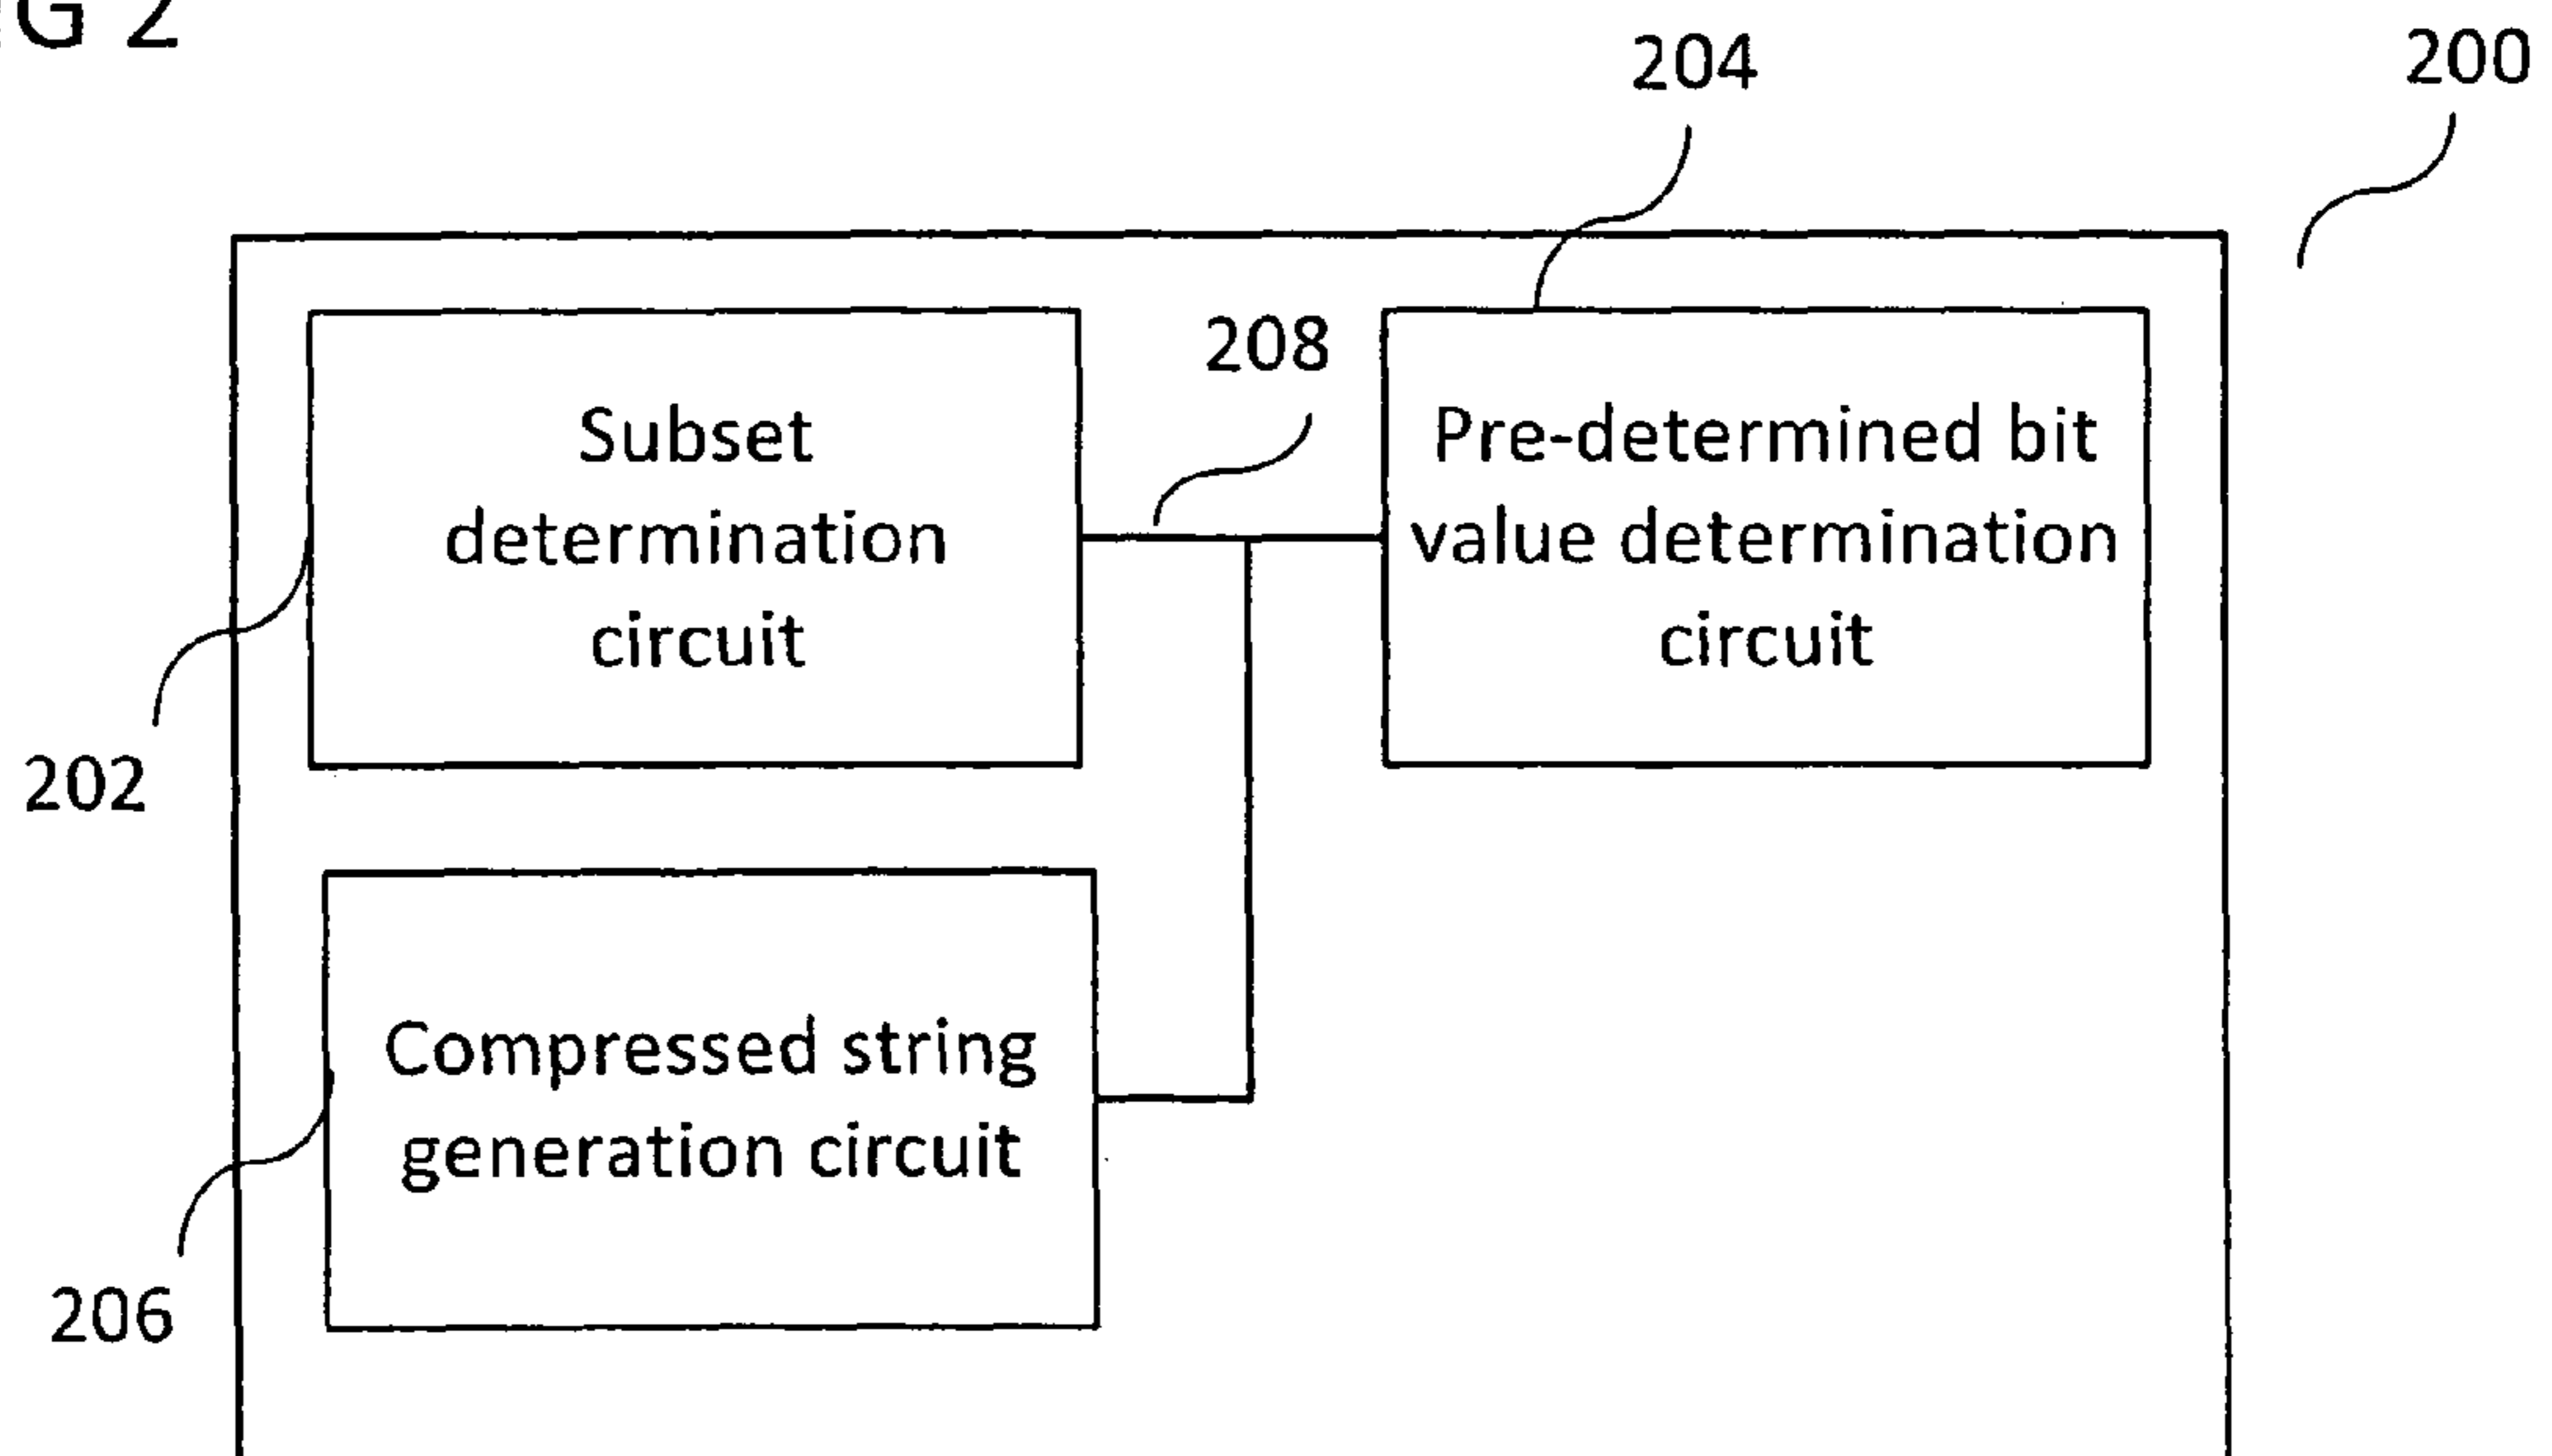 G 2
204
200
208
Subset
determination
circuit
Pre-determined bit
value determination
circuit
202
Compressed string
generation circuit
206